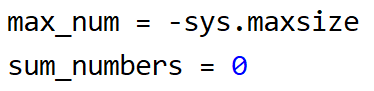 max_num = -sys.maxsize
sum_numbers = 0